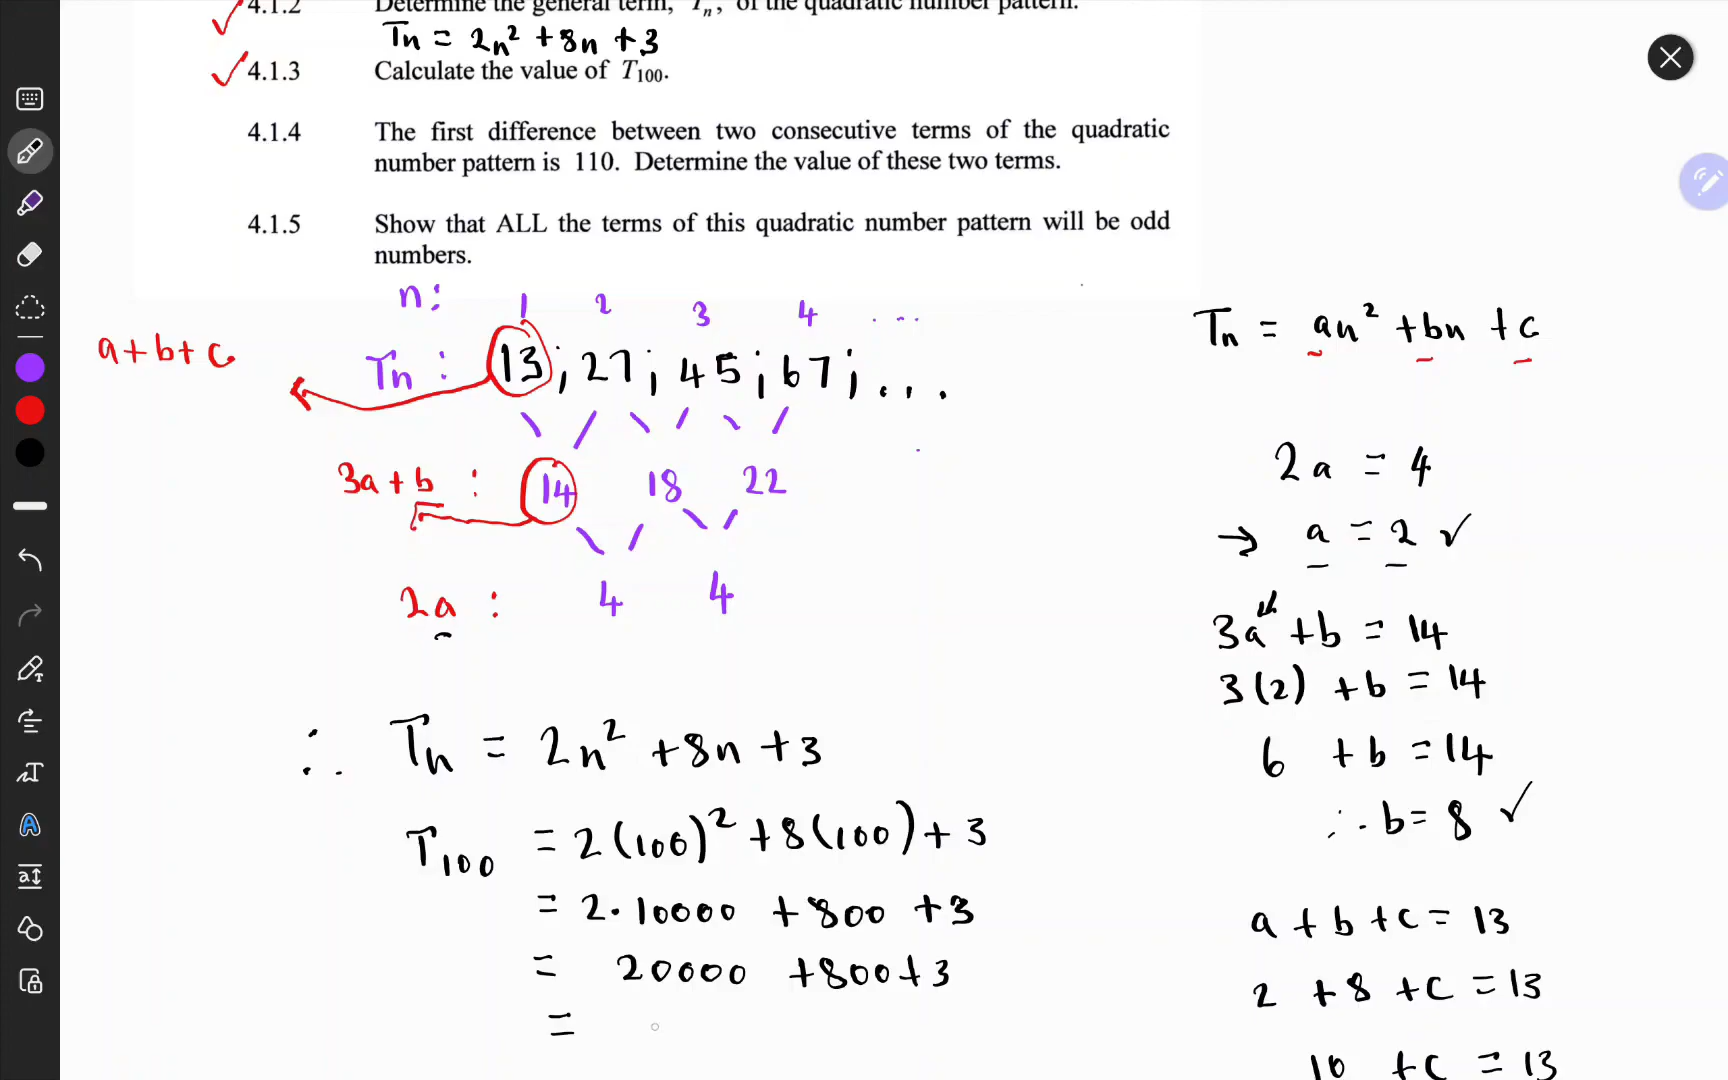 4.1.2 Determine the general term, Tn, of the quadratic number pattern.
Tn = 2n² + 8n + 3
4.1.3 Calculate the value of T100.
4.1.4 The first difference between two consecutive terms of the quadratic
number pattern is 110. Determine the value of these two terms.
4.1.5 Show that ALL the terms of this quadratic number pattern will be odd
numbers.
n: 1 2 3 4 ...
a+b+c
Tn: 13; 27; 45; 67; ...
3a+b : 14 18 22
2a : 4 4
∴ Tn = 2n² + 8n + 3
T100 = 2(100)² + 8(100) + 3
= 2·10000 + 800 + 3
= 20000 + 800 + 3
=
Tn = an² + bn + c
2a = 4
→ a = 2 ✓
3a + b = 14
3(2) + b = 14
6 + b = 14
∴ b = 8 ✓
a + b + c = 13
2 + 8 + c = 13
10 + c = 13